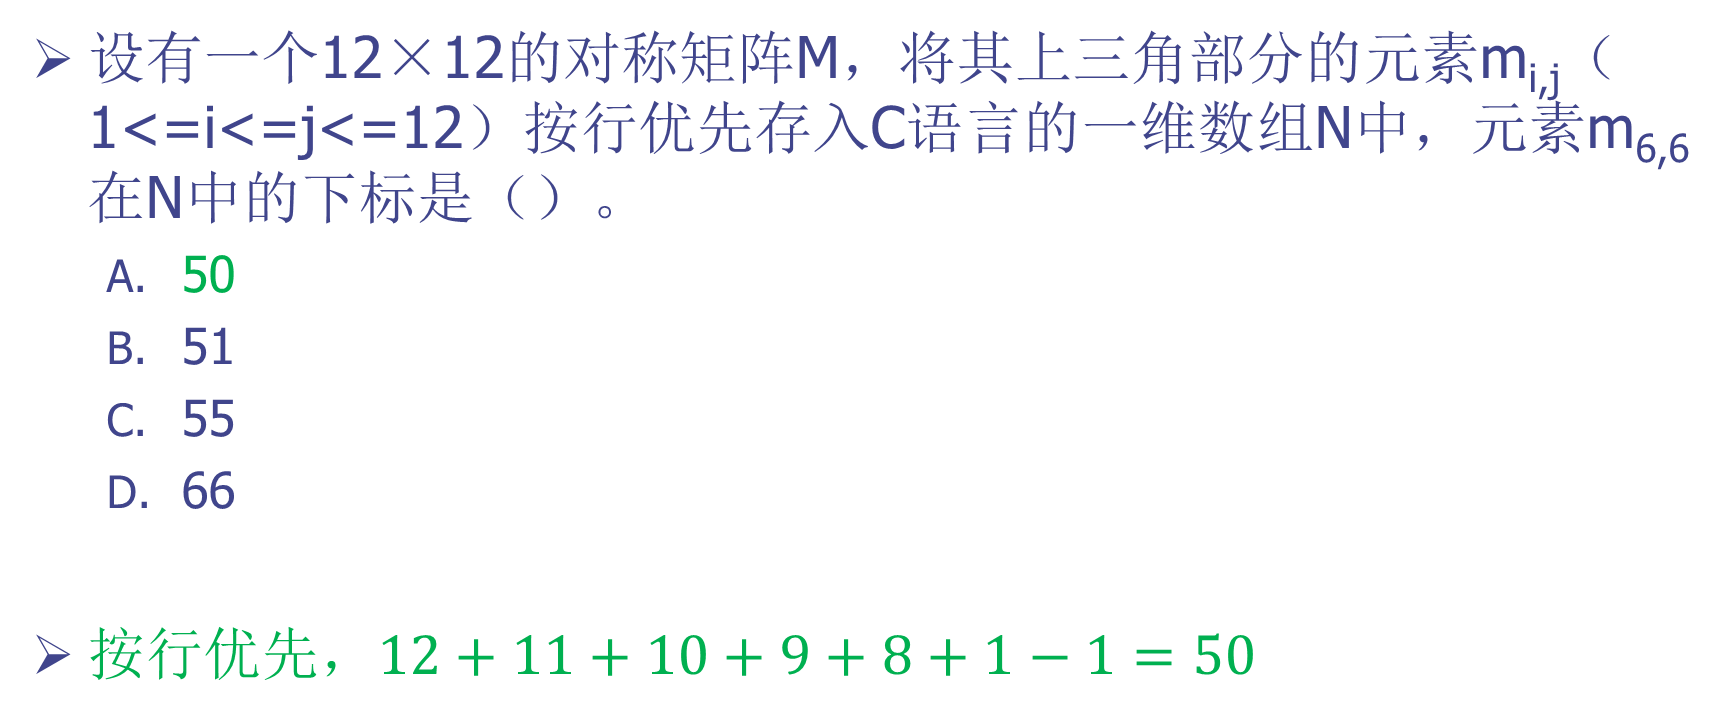 设有一个12×12的对称矩阵M，将其上三角部分的元素mi,j（
1<=i<=j<=12）按行优先存入C语言的一维数组N中，元素m6,6
在N中的下标是（）。
A. 50
B. 51
C. 55
D. 66
按行优先，12 + 11 + 10 + 9 + 8 + 1 − 1 = 50